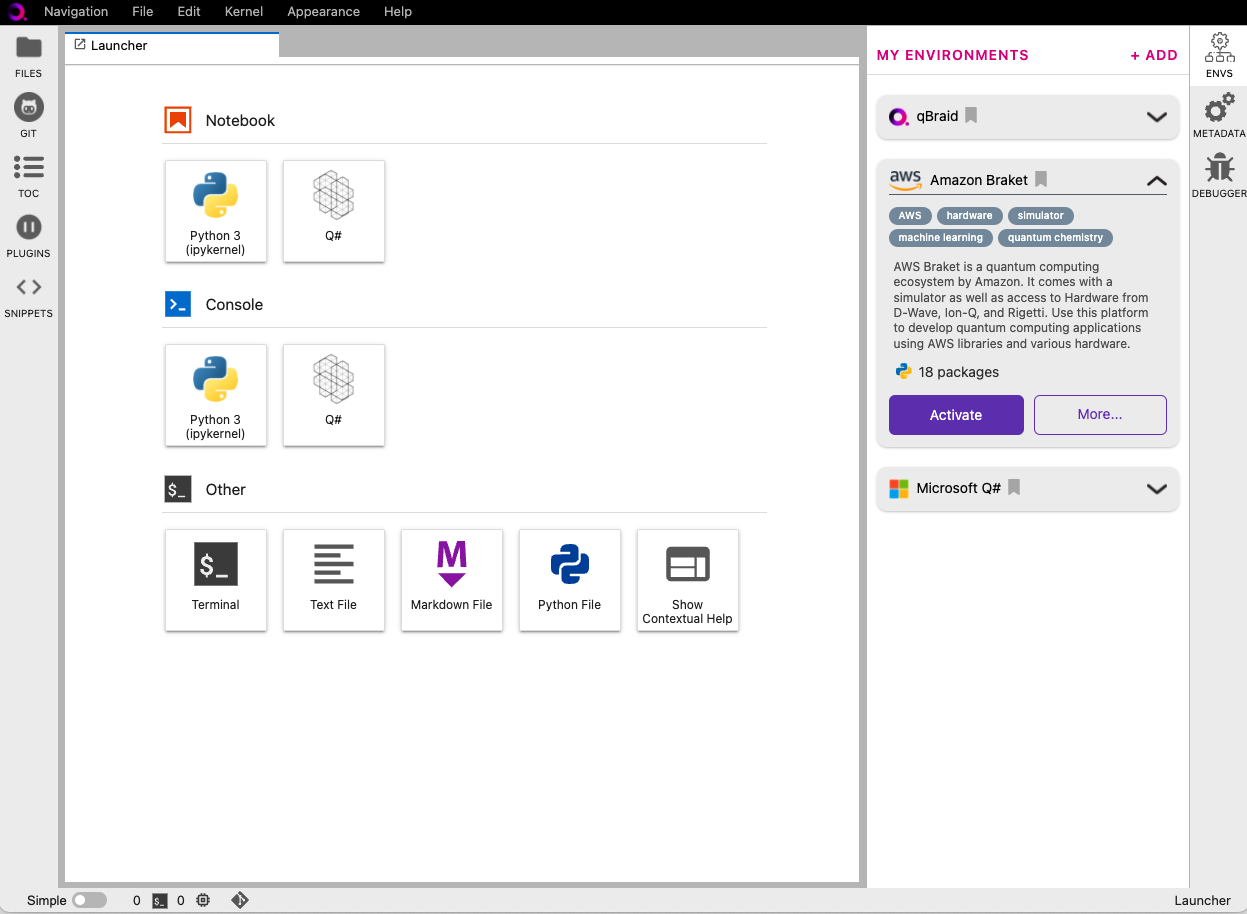 Navigation File Edit Kernel Appearance Help
FILES
GIT
TOC
PLUGINS
SNIPPETS
Launcher
Notebook
Python 3
(ipykernel)
Q#
Console
Python 3
(ipykernel)
Q#
$_ Other
$_
Terminal
Text File
M
Markdown File
Python File
Show
Contextual Help
MY ENVIRONMENTS + ADD
qBraid
aws Amazon Braket
AWS hardware simulator
machine learning quantum chemistry
AWS Braket is a quantum computing
ecosystem by Amazon. It comes with a
simulator as well as access to Hardware from
D-Wave, Ion-Q, and Rigetti. Use this platform
to develop quantum computing applications
using AWS libraries and various hardware.
18 packages
Activate More...
Microsoft Q#
ENVS
METADATA
DEBUGGER
Simple 0 $_ 0 Launcher